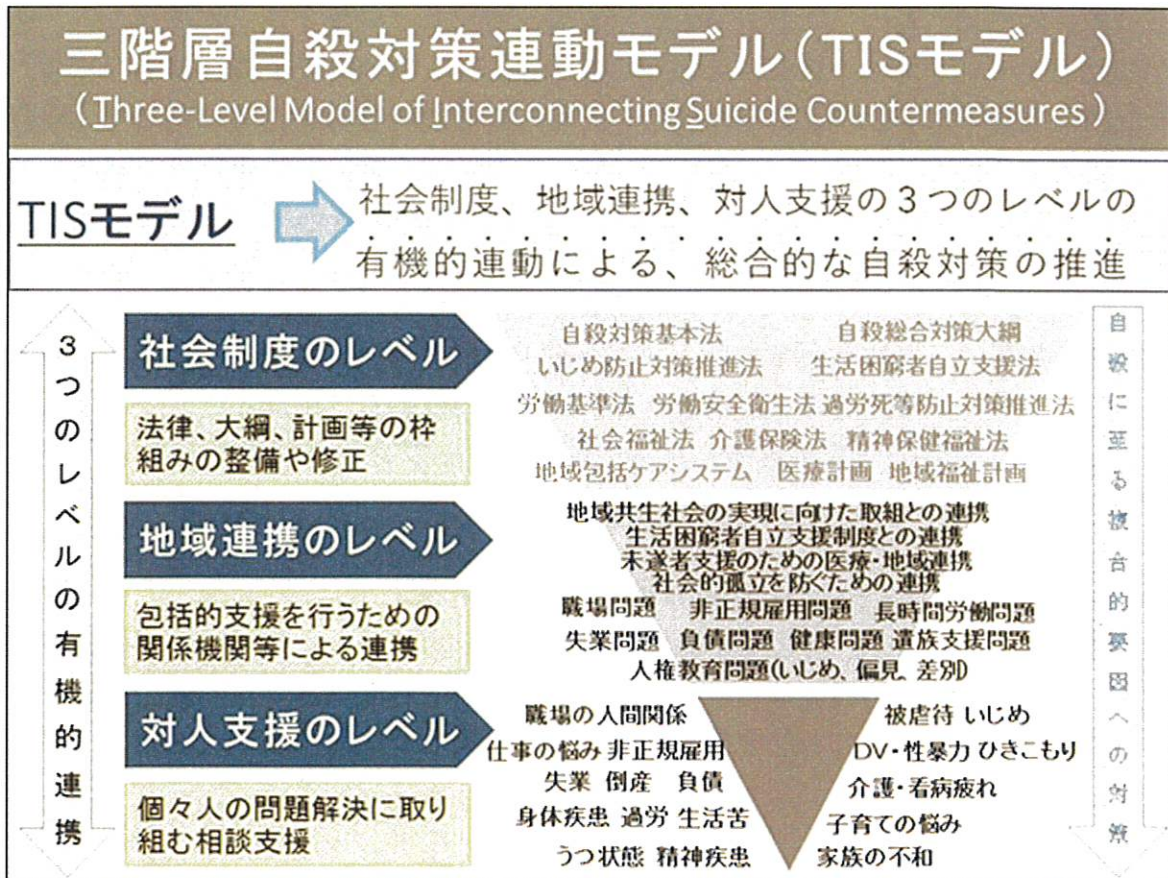 三階層自殺対策連動モデル(TISモデル)
(Three-Level Model of Interconnecting Suicide Countermeasures)
TISモデル
社会制度、地域連携、対人支援の3つのレベルの
有機的連動による、総合的な自殺対策の推進
3つのレベルの有機的連携
社会制度のレベル
法律、大綱、計画等の枠
組みの整備や修正
自殺対策基本法 自殺総合対策大綱
いじめ防止対策推進法 生活困窮者自立支援法
労働基準法 労働安全衛生法 過労死等防止対策推進法
社会福祉法 介護保険法 精神保健福祉法
地域包括ケアシステム 医療計画 地域福祉計画
地域連携のレベル
包括的支援を行うための
関係機関等による連携
地域共生社会の実現に向けた取組との連携
生活困窮者自立支援制度との連携
未遂者支援のための医療・地域連携
社会的孤立を防ぐための連携
職場問題 非正規雇用問題 長時間労働問題
失業問題 負債問題 健康問題 遺族支援問題
人権教育問題(いじめ、偏見、差別)
対人支援のレベル
個々人の問題解決に取り
組む相談支援
職場の人間関係
仕事の悩み 非正規雇用
失業 倒産 負債
身体疾患 過労 生活苦
うつ状態 精神疾患
被虐待 いじめ
DV・性暴力 ひきこもり
介護・看病疲れ
子育ての悩み
家族の不和
自殺に至る複合的要因への対策